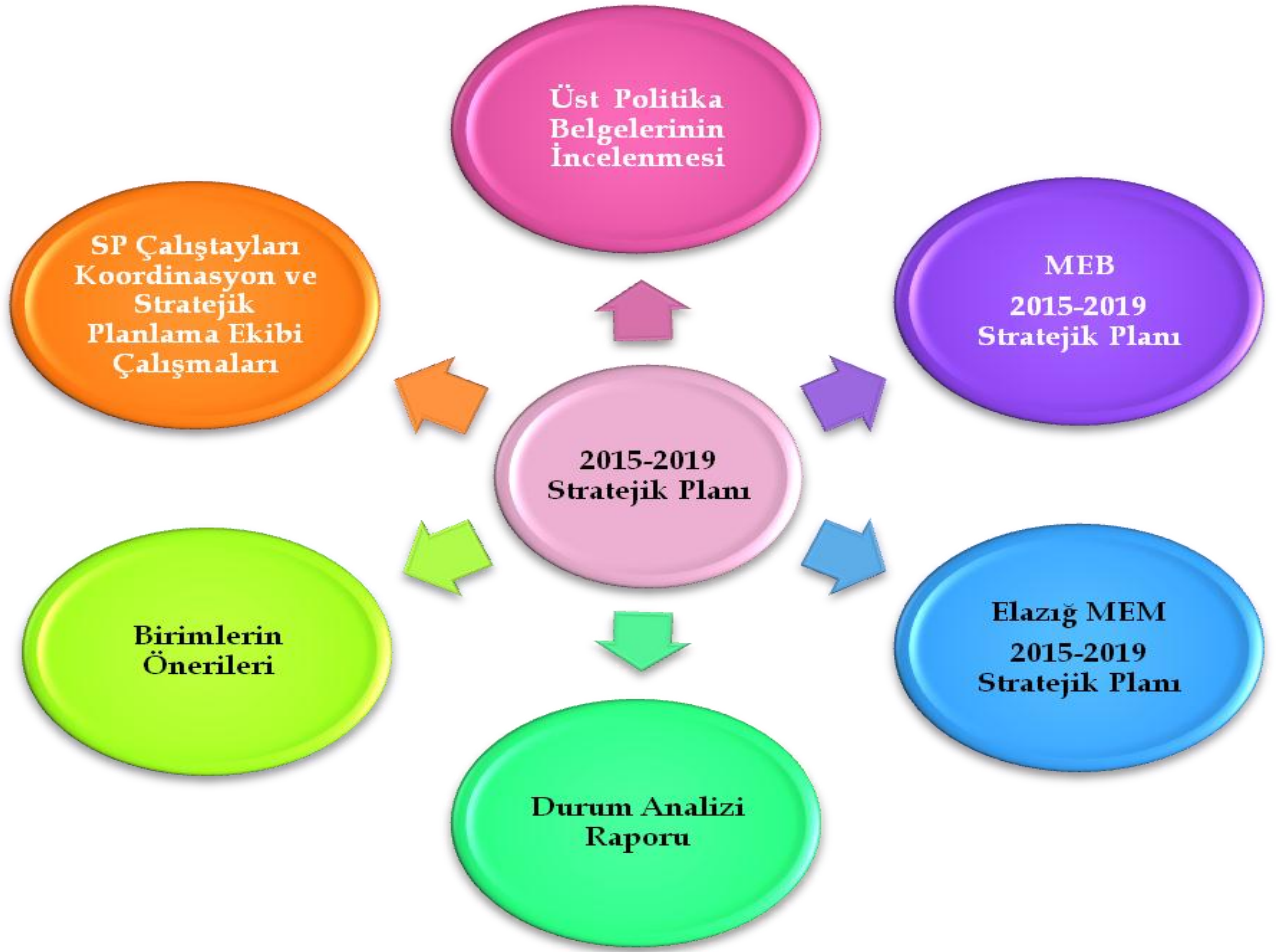 Üst Politika
Belgelerinin
İncelenmesi
SP Çalıştayları
Koordinasyon ve
Stratejik
Planlama Ekibi
Çalışmaları
MEB
2015-2019
Stratejik Planı
2015-2019
Stratejik Planı
Birimlerin
Önerileri
Elazığ MEM
2015-2019
Stratejik Planı
Durum Analizi
Raporu